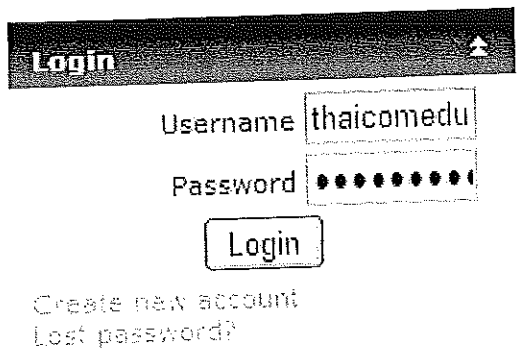 Login
Username thaicomedu
Password
Login
Create new account
Lost password?